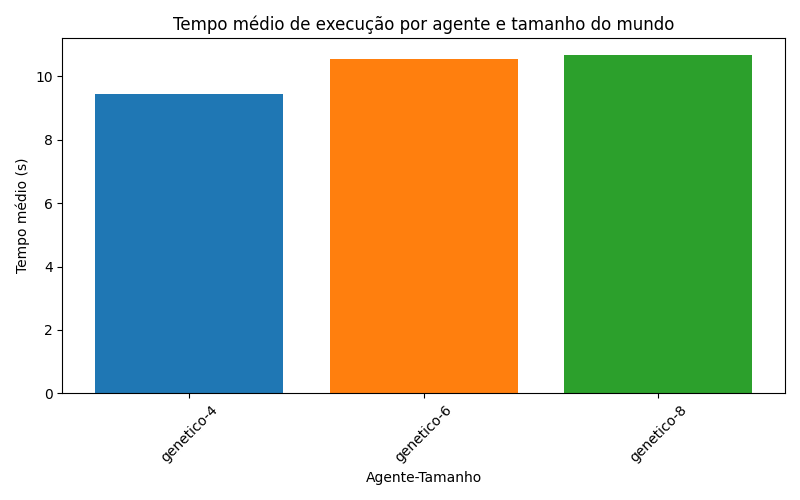 Tempo médio de execução por agente e tamanho do mundo
Tempo médio (s)
10
8
6
4
2
0
genetico-4
genetico-6
genetico-8
Agente-Tamanho